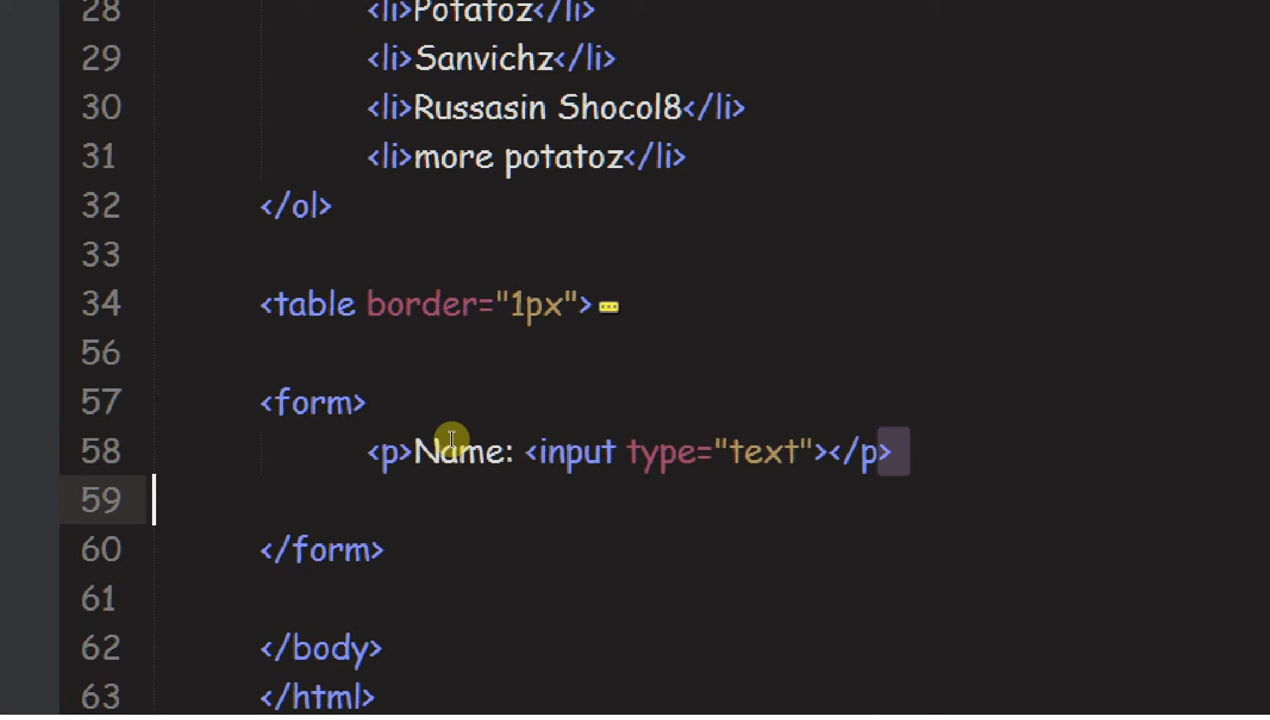 28 <li>Potatoz</li>
29 <li>Sanvichz</li>
30 <li>Russasin Shocol8</li>
31 <li>more potatoz</li>
32 </ol>
33
34 <table border="1px">
56
57 <form>
58 <p>Name: <input type="text"></p>
59
60 </form>
61
62 </body>
63 </html>